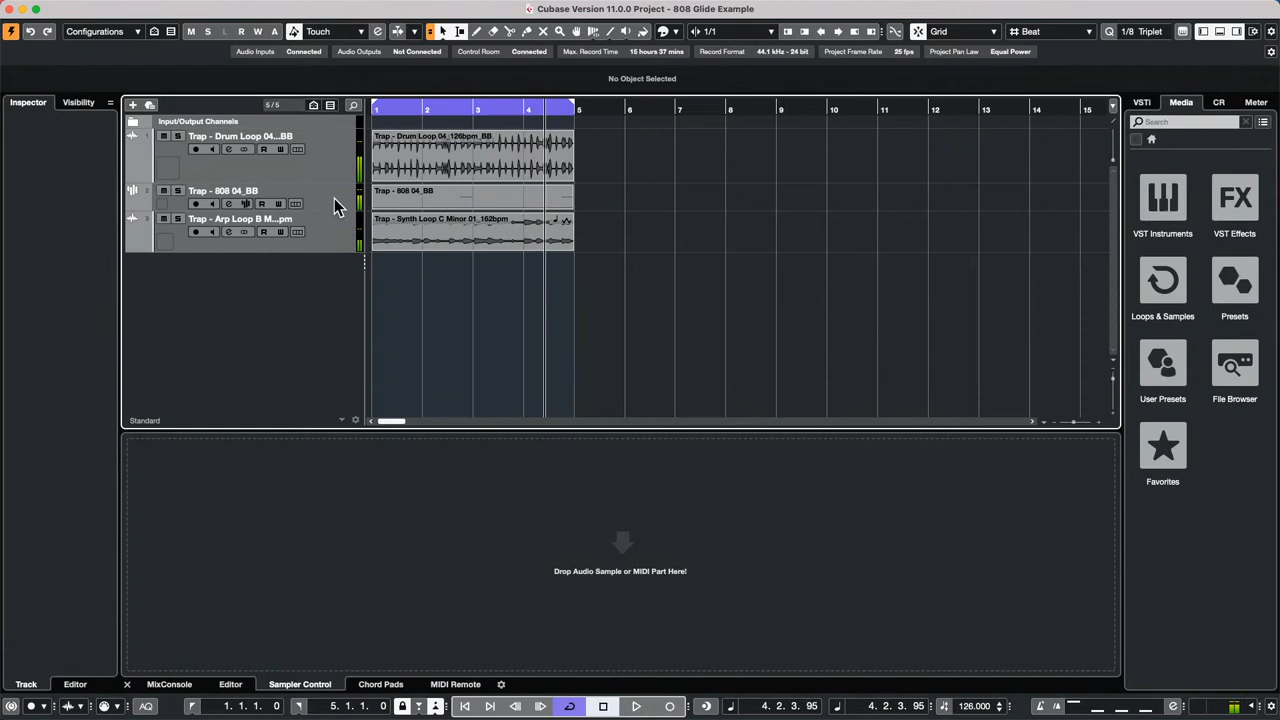 Cubase Version 11.0.0 Project - 808 Glide Example
Configurations M S L R W A Touch 1/1 Grid Beat Q 1/8 Triplet
Audio Inputs Connected Audio Outputs Not Connected Control Room Connected Max. Record Time 15 hours 37 mins Record Format 44.1 kHz - 24 bit Project Frame Rate 25 fps Project Pan Law Equal Power
No Object Selected
Inspector Visibility 5/5 1 2 3 4 5 6 7 8 9 10 11 12 13 14 15 VSTi Media CR Meter
Input/Output Channels Search
1 M S Trap - Drum Loop 04...BB Trap - Drum Loop 04_126bpm_BB
R W
2 M S Trap - 808 04_BB Trap - 808 04_BB
R W
3 M S Trap - Arp Loop B M...pm Trap - Synth Loop C Minor 01_162bpm
R W
VST Instruments VST Effects
Loops & Samples Presets
User Presets File Browser
Standard
Favorites
Drop Audio Sample or MIDI Part Here!
Track Editor MixConsole Editor Sampler Control Chord Pads MIDI Remote
AQ 1. 1. 1. 0 5. 1. 1. 0 4. 2. 3. 95 4. 2. 3. 95 126.000